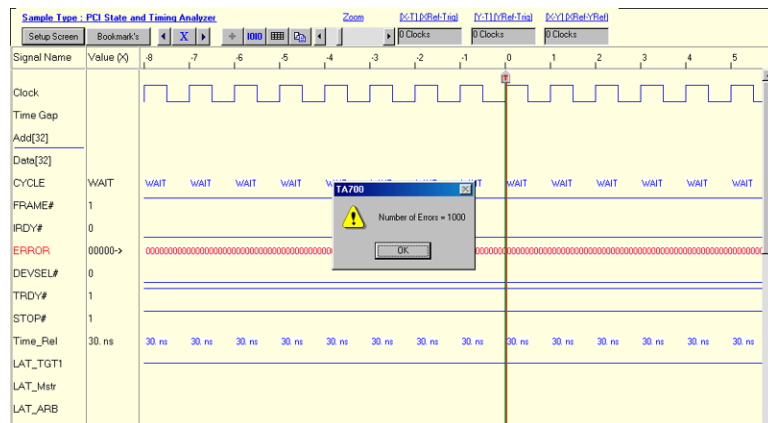 Sample Type : PCI State and Timing Analyzer Zoom [X-T] [XRef-Trig] [Y-T] [YRef-Trig] [X-Y] [XRef-YRef]
Setup Screen Bookmark's X 1010 0 Clocks 0 Clocks 0 Clocks
Signal Name Value (X) -8 -7 -6 -5 -4 -3 -2 -1 0 1 2 3 4 5
T
Clock
Time Gap
Add[32]
Data[32]
CYCLE WAIT WAIT WAIT WAIT WAIT WAIT WAIT WAIT WAIT WAIT WAIT
FRAME# 1
IRDY# 0
TA700
Number of Errors = 1000
OK
ERROR 00000->
DEVSEL# 0
TRDY# 1
STOP# 1
Time_Rel 30. ns 30. ns 30. ns 30. ns 30. ns 30. ns 30. ns 30. ns 30. ns 30. ns 30. ns 30. ns 30. ns 30. ns 30. ns
LAT_TGT1
LAT_Mstr
LAT_ARB